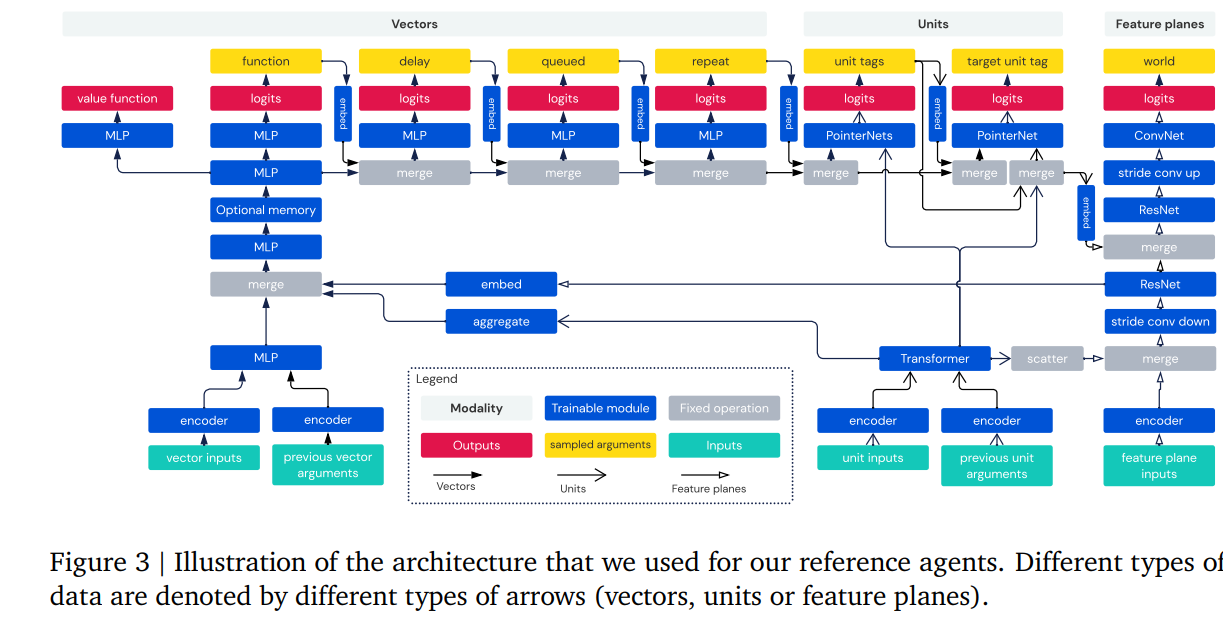 Vectors
Units
Feature planes
function
delay
queued
repeat
unit tags
target unit tag
world
value function
logits
embed
logits
embed
logits
embed
logits
embed
logits
embed
logits
logits
MLP
MLP
MLP
MLP
MLP
PointerNets
PointerNet
ConvNet
MLP
merge
merge
merge
merge
merge
merge
stride conv up
Optional memory
embed
ResNet
MLP
merge
merge
embed
ResNet
aggregate
stride conv down
MLP
Transformer
scatter
merge
Legend
Modality
Trainable module
Fixed operation
Outputs
sampled arguments
Inputs
Vectors
Units
Feature planes
encoder
encoder
encoder
encoder
encoder
vector inputs
previous vector
arguments
unit inputs
previous unit
arguments
feature plane
inputs
Figure 3 | Illustration of the architecture that we used for our reference agents. Different types of
data are denoted by different types of arrows (vectors, units or feature planes).